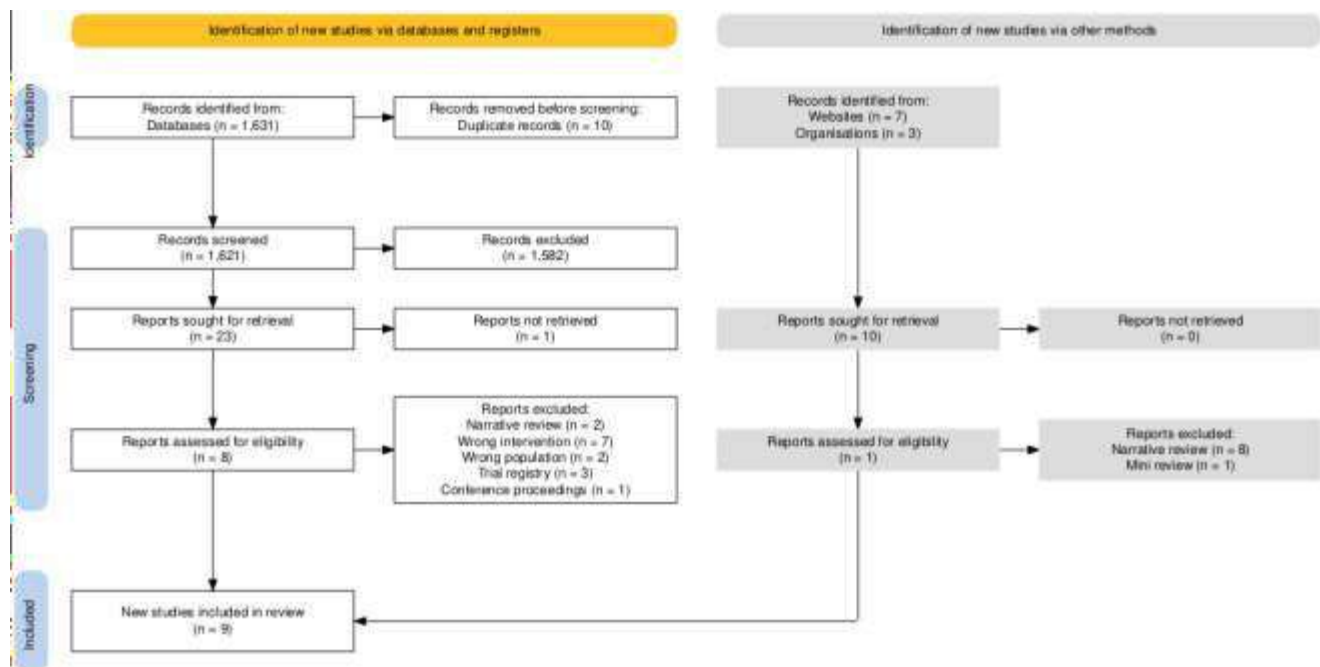 Identification of new studies via databases and registers
Identification of new studies via other methods
Identification
Records identified from:
Databases (n = 1,631)
Records removed before screening:
Duplicate records (n = 10)
Records identified from:
Websites (n = 7)
Organisations (n = 3)
Screening
Records screened
(n = 1,621)
Records excluded
(n = 1,582)
Reports sought for retrieval
(n = 23)
Reports not retrieved
(n = 1)
Reports sought for retrieval
(n = 10)
Reports not retrieved
(n = 0)
Reports assessed for eligibility
(n = 8)
Reports excluded:
Narrative review (n = 2)
Wrong intervention (n = 7)
Wrong population (n = 2)
Trial registry (n = 3)
Conference proceedings (n = 1)
Reports assessed for eligibility
(n = 1)
Reports excluded:
Narrative review (n = 8)
Mini review (n = 1)
Included
New studies included in review
(n = 9)